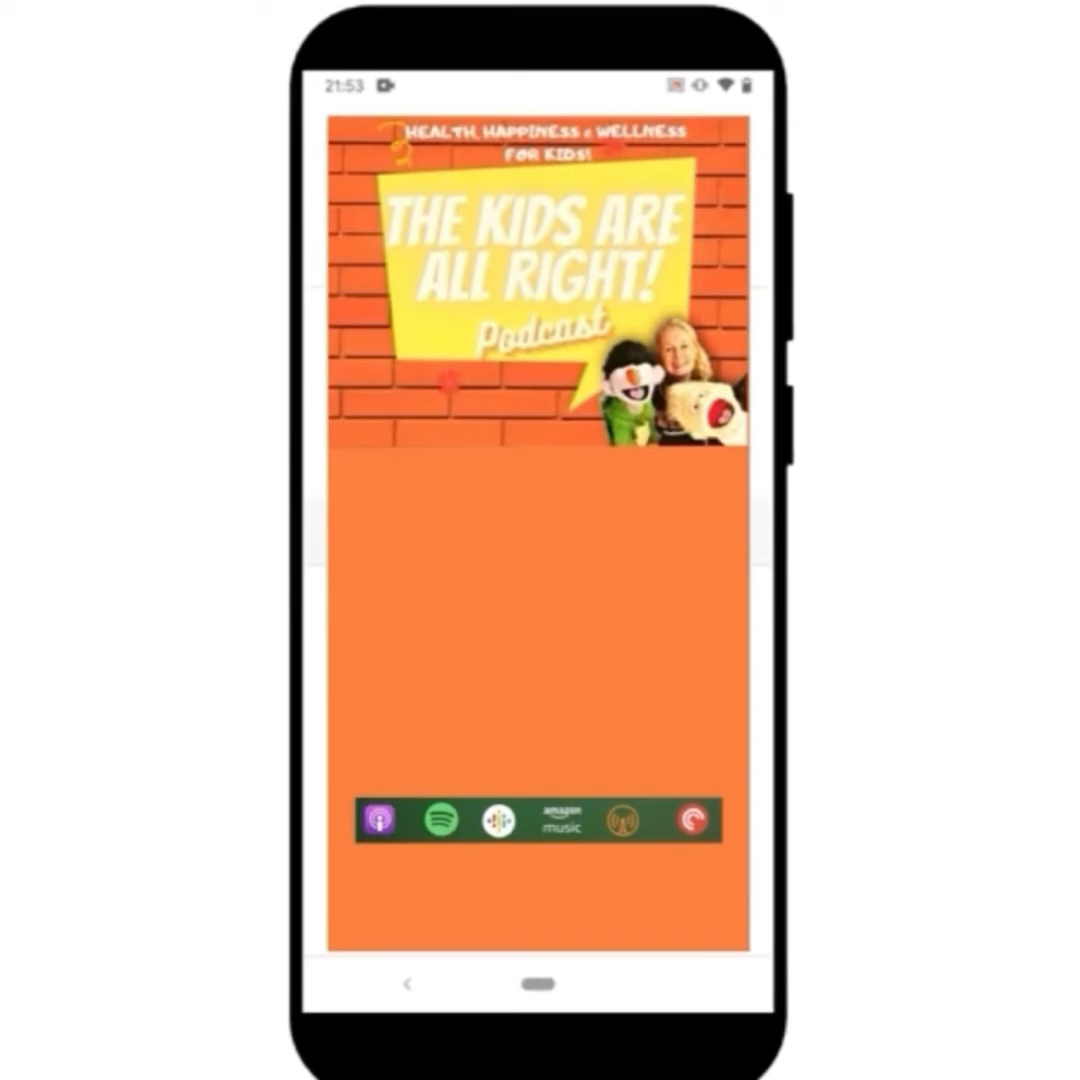 21:53
HEALTH, HAPPINESS & WELLNESS
FOR KIDS!
THE KIDS ARE
ALL RIGHT!
Podcast
amazon
music